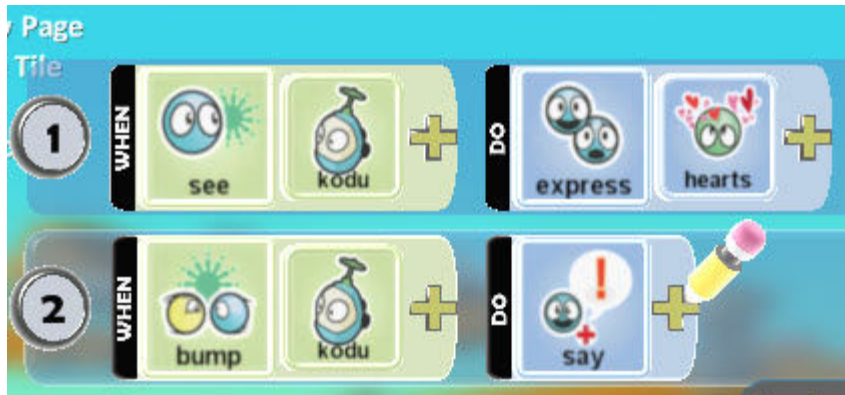 Page
Tile
1 WHEN see kodu DO express hearts
2 WHEN bump kodu DO ! say